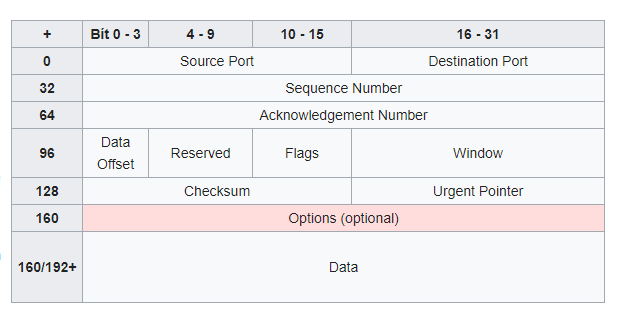 + Bit 0 - 3 4 - 9 10 - 15 16 - 31
0 Source Port Destination Port
32 Sequence Number
64 Acknowledgement Number
96 Data Offset Reserved Flags Window
128 Checksum Urgent Pointer
160 Options (optional)
160/192+ Data